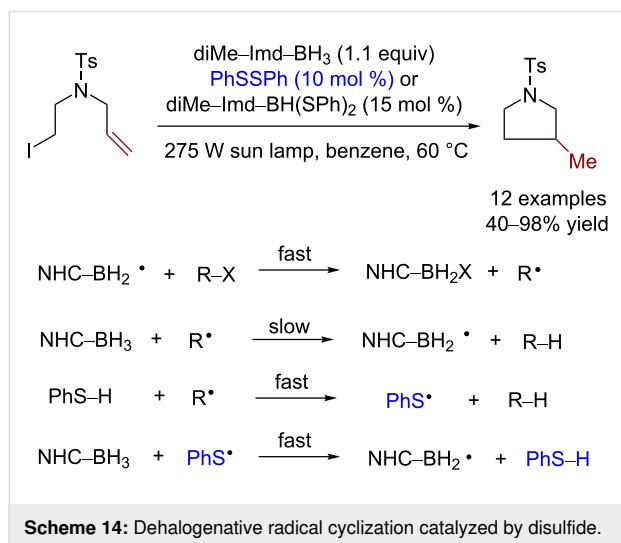 Ts
N
I
diMe-Imd-BH3 (1.1 equiv)
PhSSPh (10 mol %) or
diMe–Imd-BH(SPh)2 (15 mol %)
275 W sun lamp, benzene, 60 °C
Ts
N
Me
12 examples
40–98% yield
NHC–BH2 • + R–X fast NHC–BH2X + R•
NHC–BH3 + R• slow NHC–BH2 • + R–H
PhS–H + R• fast PhS• + R–H
NHC–BH3 + PhS• fast NHC–BH2 • + PhS–H
Scheme 14: Dehalogenative radical cyclization catalyzed by disulfide.